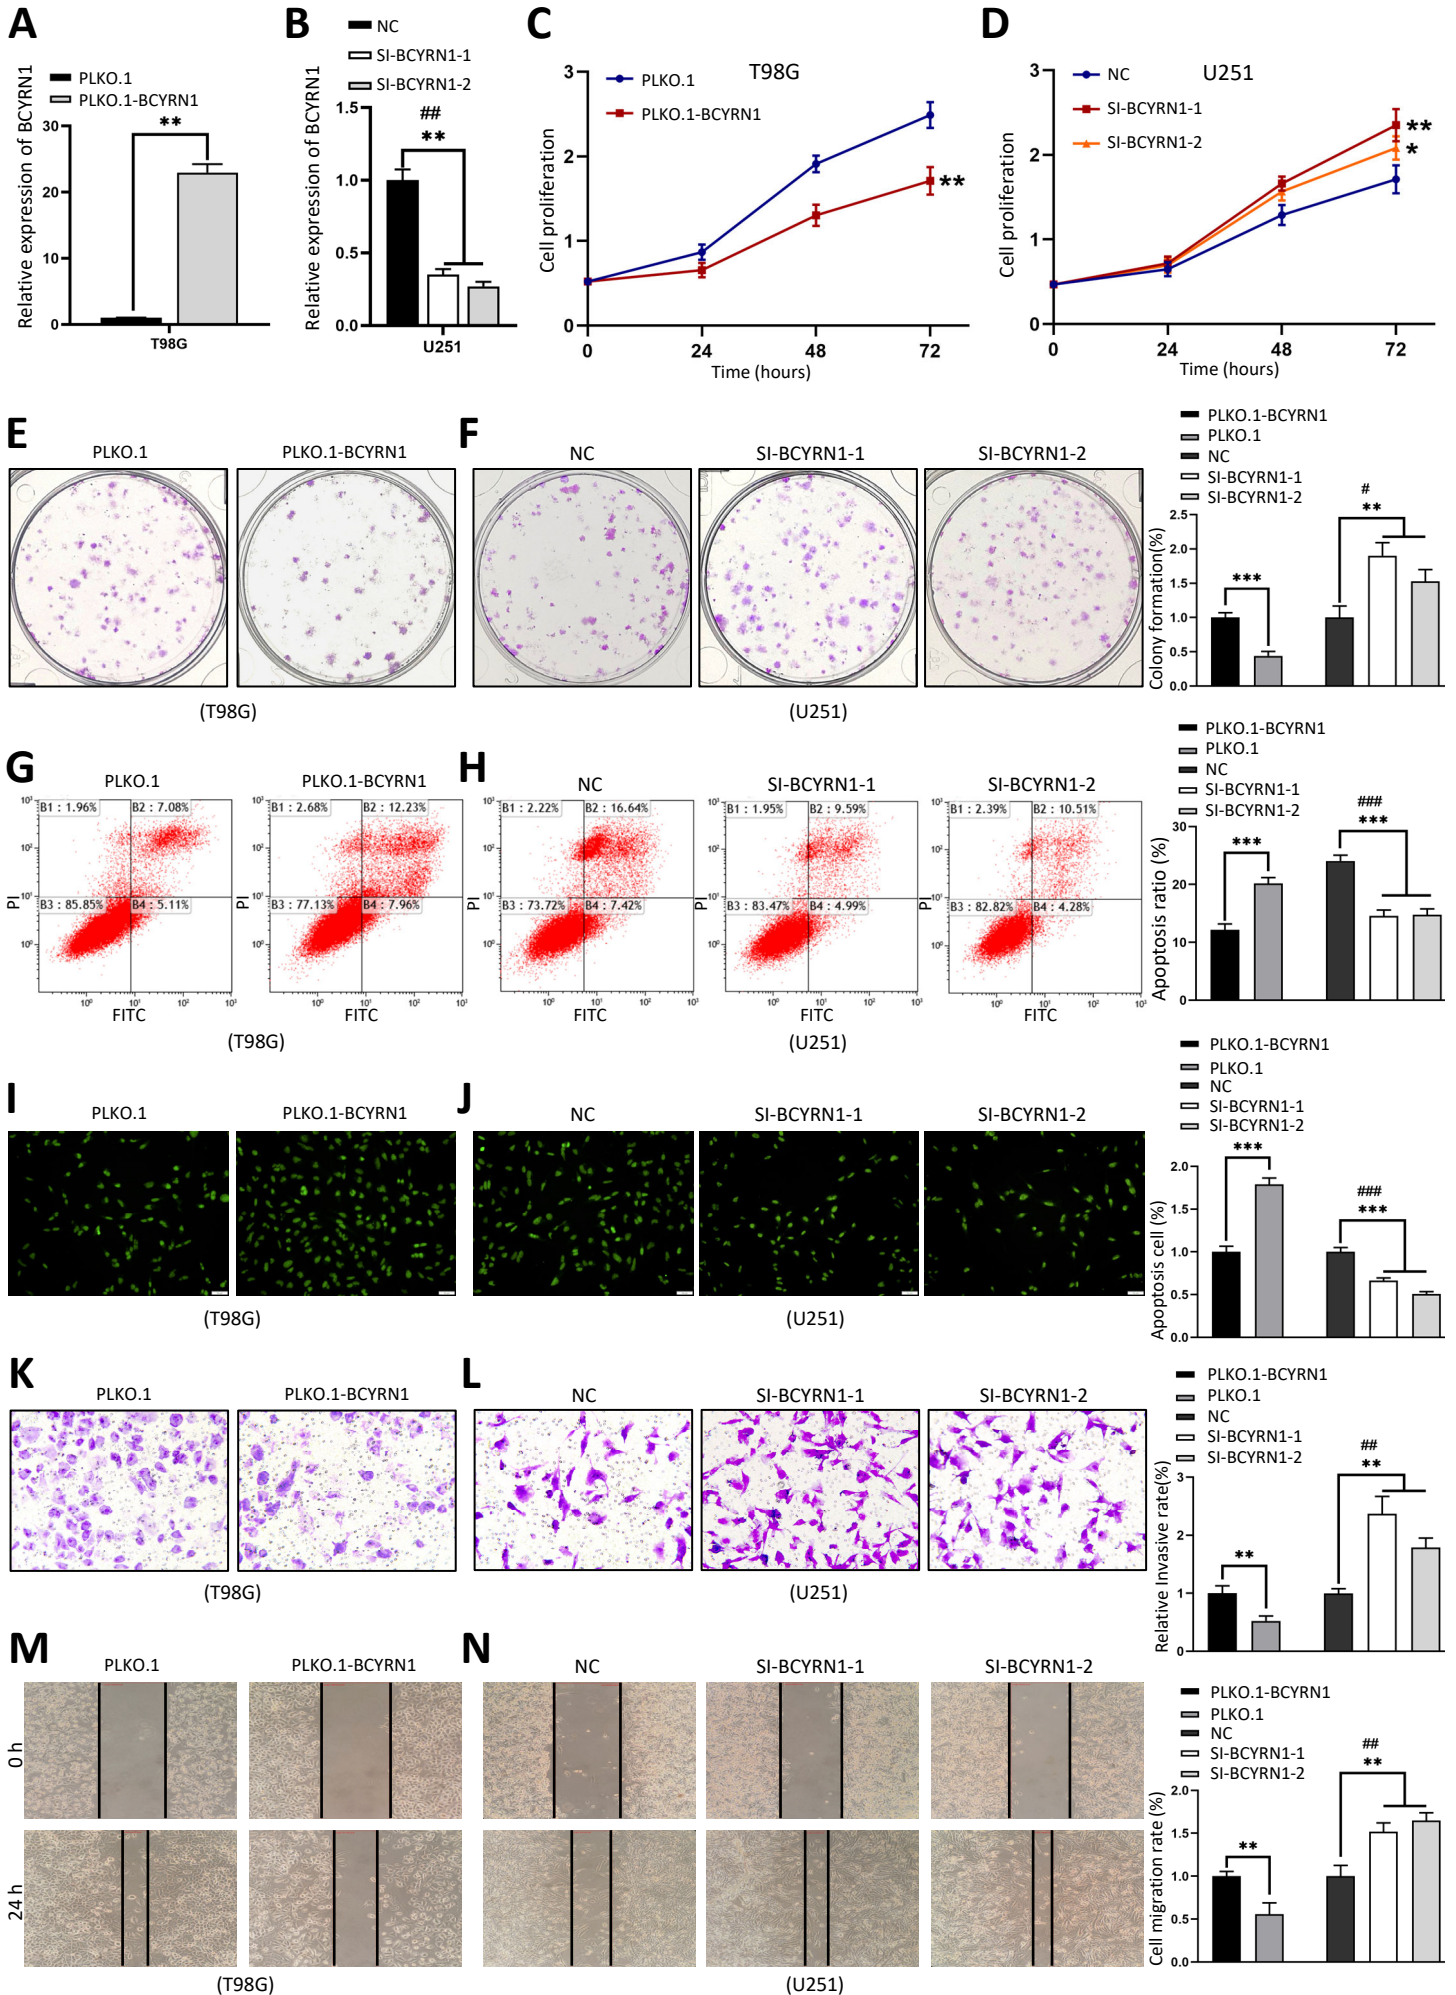 A
PLKO.1
PLKO.1-BCYRN1
Relative expression of BCYRN1
30
20
10
0
**
T98G
B
NC
SI-BCYRN1-1
SI-BCYRN1-2
Relative expression of BCYRN1
1.5
1.0
0.5
0.0
##
**
U251
C
T98G
PLKO.1
PLKO.1-BCYRN1
Cell proliferation
3
2
1
0
**
0 24 48 72
Time (hours)
D
U251
NC
SI-BCYRN1-1
SI-BCYRN1-2
Cell proliferation
3
2
1
0
**
*
0 24 48 72
Time (hours)
E
PLKO.1
PLKO.1-BCYRN1
(T98G)
F
NC
SI-BCYRN1-1
SI-BCYRN1-2
(U251)
PLKO.1-BCYRN1
PLKO.1
NC
SI-BCYRN1-1
SI-BCYRN1-2
Colony formation(%)
2.5
2.0
1.5
1.0
0.5
0.0
***
#
**
G
PLKO.1
PLKO.1-BCYRN1
B1 : 1.96% B2 : 7.08%
B3 : 85.85% B4 : 5.11%
B1 : 2.68% B2 : 12.23%
B3 : 77.13% B4 : 7.96%
PI
FITC
FITC
(T98G)
H
NC
SI-BCYRN1-1
SI-BCYRN1-2
B1 : 2.22% B2 : 16.64%
B3 : 73.72% B4 : 7.42%
B1 : 1.95% B2 : 9.59%
B3 : 83.47% B4 : 4.99%
B1 : 2.39% B2 : 10.51%
B3 : 82.82% B4 : 4.28%
FITC
FITC
FITC
(U251)
PLKO.1-BCYRN1
PLKO.1
NC
SI-BCYRN1-1
SI-BCYRN1-2
Apoptosis ratio (%)
30
20
10
0
***
###
***
I
PLKO.1
PLKO.1-BCYRN1
(T98G)
J
NC
SI-BCYRN1-1
SI-BCYRN1-2
(U251)
PLKO.1-BCYRN1
PLKO.1
NC
SI-BCYRN1-1
SI-BCYRN1-2
Apoptosis cell (%)
2.0
1.5
1.0
0.5
0.0
***
###
***
K
PLKO.1
PLKO.1-BCYRN1
(T98G)
L
NC
SI-BCYRN1-1
SI-BCYRN1-2
(U251)
PLKO.1-BCYRN1
PLKO.1
NC
SI-BCYRN1-1
SI-BCYRN1-2
Relative Invasive rate(%)
3
2
1
0
**
##
**
M
PLKO.1
PLKO.1-BCYRN1
0 h
24 h
(T98G)
N
NC
SI-BCYRN1-1
SI-BCYRN1-2
(U251)
PLKO.1-BCYRN1
PLKO.1
NC
SI-BCYRN1-1
SI-BCYRN1-2
Cell migration rate (%)
2.0
1.5
1.0
0.5
0.0
**
##
**